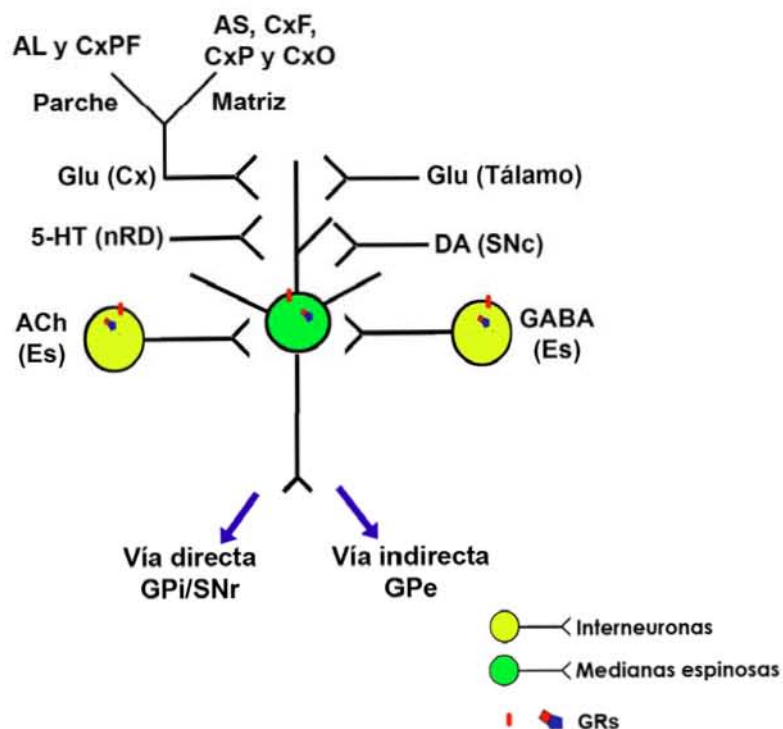 AL y CxPF
AS, CxF,
CxP y CxO
Parche
Matriz
Glu (Cx)
Glu (Tálamo)
5-HT (nRD)
DA (SNc)
ACh
(Es)
GABA
(Es)
Vía directa
GPi/SNr
Vía indirecta
GPe
Interneuronas
Medianas espinosas
GRs